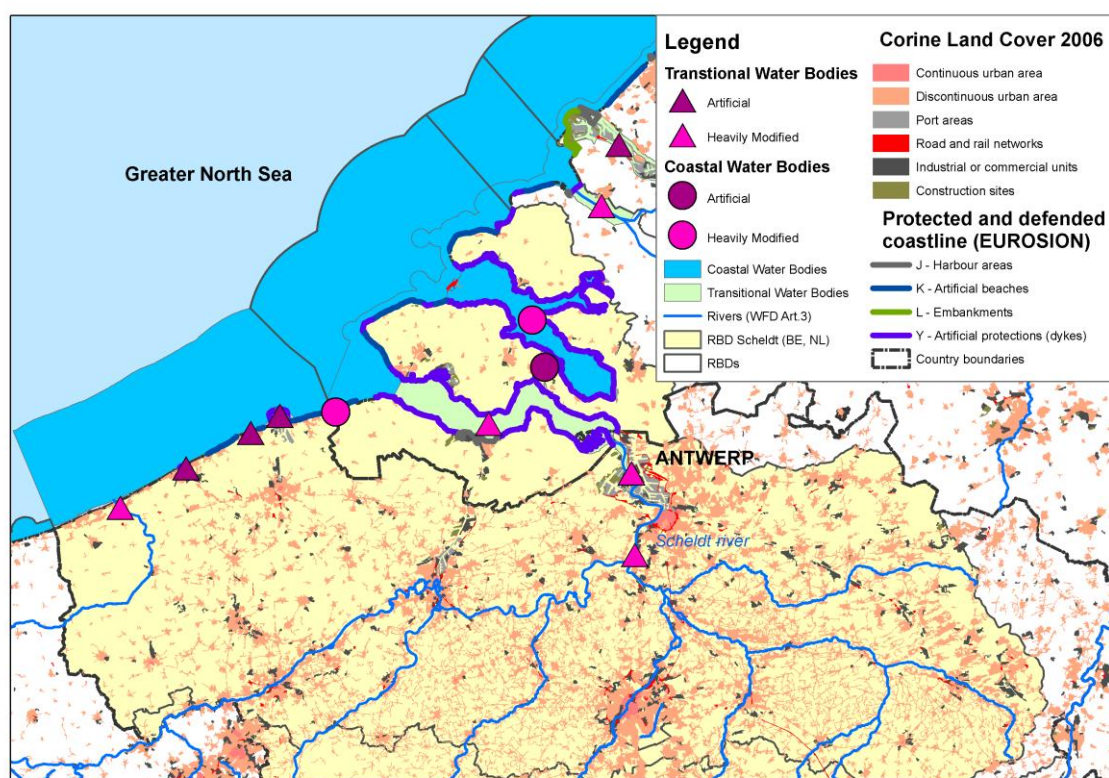 Greater North Sea
ANTWERP
Scheldt river
Legend
Transtional Water Bodies
Artificial
Heavily Modified
Coastal Water Bodies
Artificial
Heavily Modified
Coastal Water Bodies
Transitional Water Bodies
Rivers (WFD Art.3)
RBD Scheldt (BE, NL)
RBDs
Corine Land Cover 2006
Continuous urban area
Discontinuous urban area
Port areas
Road and rail networks
Industrial or commercial units
Construction sites
Protected and defended
coastline (EUROSION)
J - Harbour areas
K - Artificial beaches
L - Embankments
Y - Artificial protections (dykes)
Country boundaries